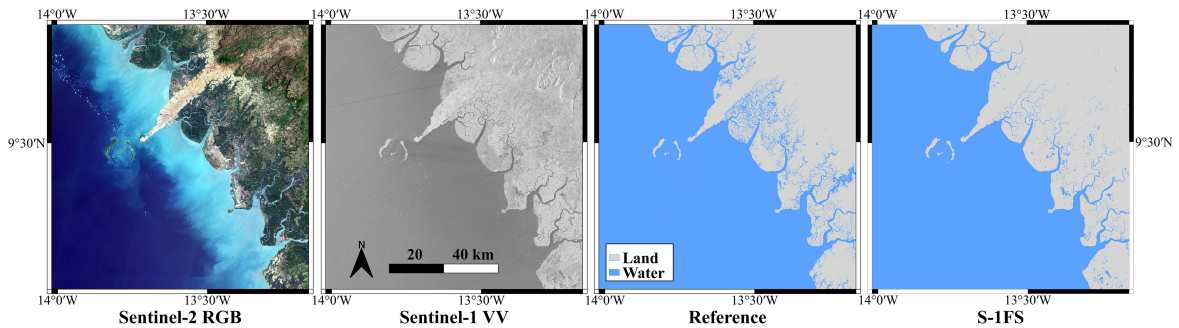 14°0′W 13°30′W 14°0′W 13°30′W 14°0′W 13°30′W 14°0′W 13°30′W
9°30′N 9°30′N
N
20 40 km
Land
Water
14°0′W 13°30′W 14°0′W 13°30′W 14°0′W 13°30′W 14°0′W 13°30′W
Sentinel-2 RGB Sentinel-1 VV Reference S-1FS